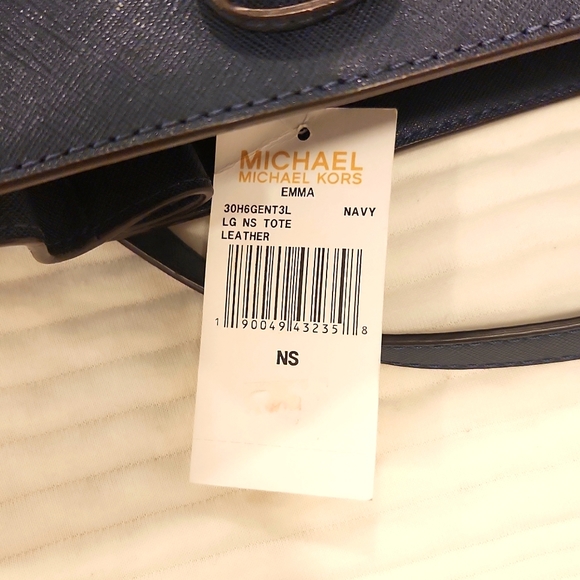 MICHAEL
MICHAEL KORS
EMMA
30H6GENT3L NAVY
LG NS TOTE
LEATHER
1 90049 43235 8
NS